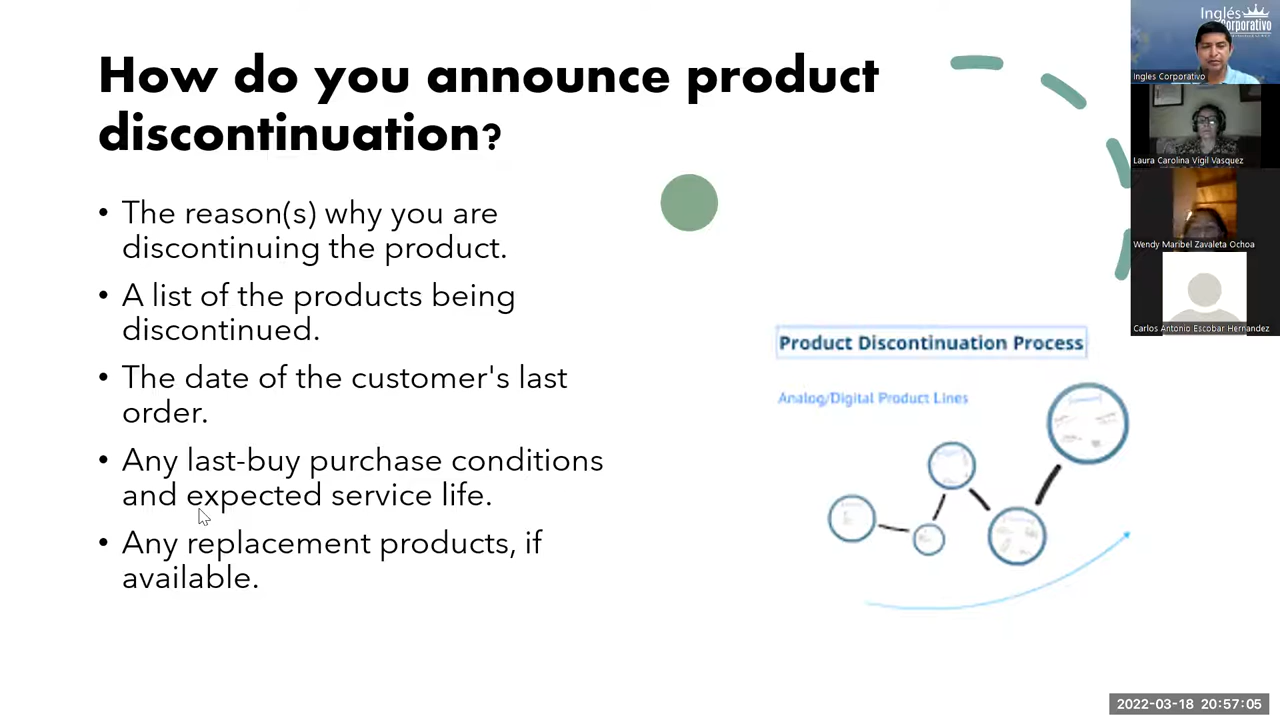 How do you announce product
discontinuation?
• The reason(s) why you are
discontinuing the product.
• A list of the products being
discontinued.
• The date of the customer's last
order.
• Any last-buy purchase conditions
and expected service life.
• Any replacement products, if
available.
Product Discontinuation Process
Analog/Digital Product Lines
Inglés
Corporativo
Ingles Corporativo
Laura Carolina Vigil Vasquez
Wendy Maribel Zavaleta Ochoa
Carlos Antonio Escobar Hernandez
2022-03-18 20:57:05